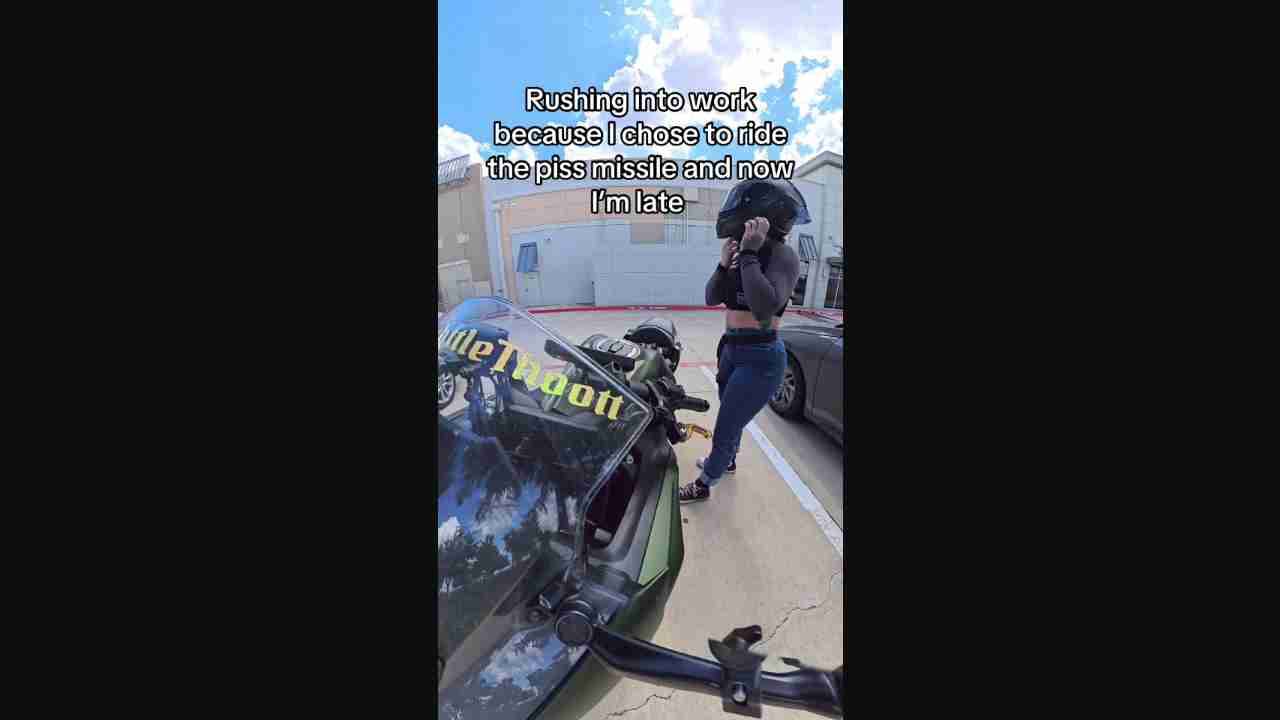 Rushing into work
because I chose to ride
the piss missile and now
I'm late